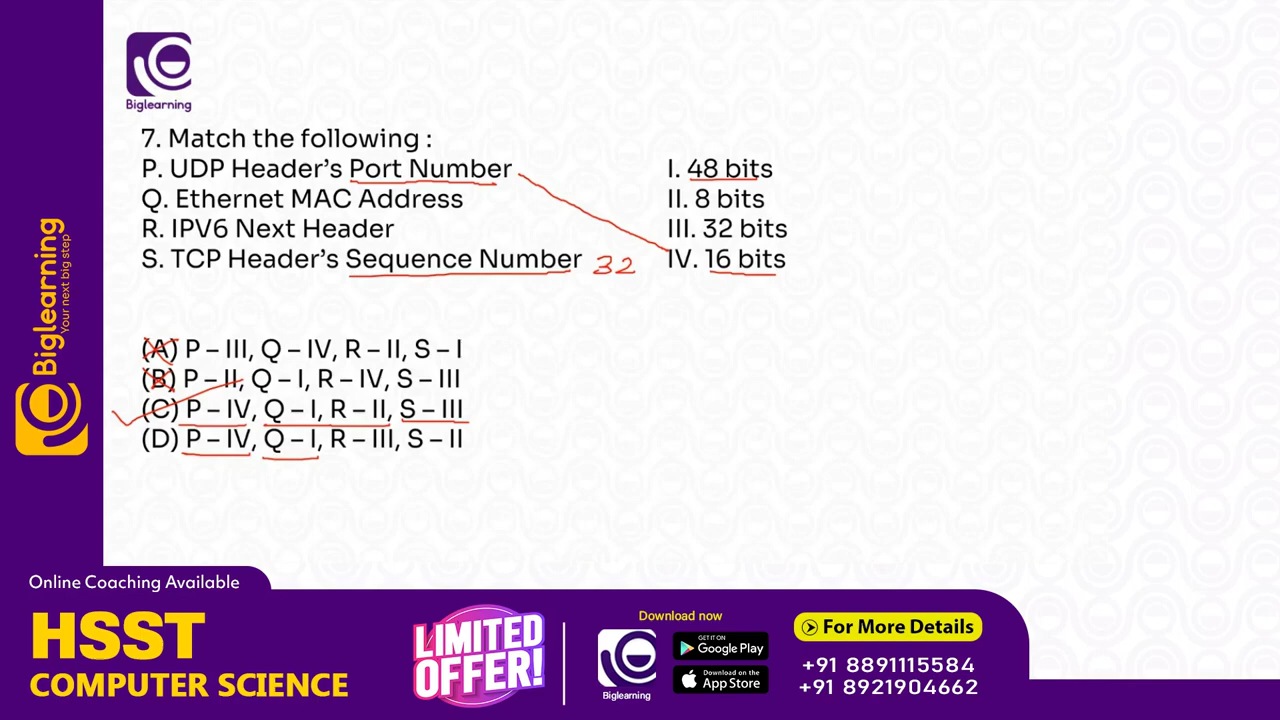 Biglearning
7. Match the following :
P. UDP Header’s Port Number
I. 48 bits
Q. Ethernet MAC Address
II. 8 bits
R. IPV6 Next Header
III. 32 bits
S. TCP Header’s Sequence Number 32
IV. 16 bits
(A) P – III, Q – IV, R – II, S – I
(B) P – II, Q – I, R – IV, S – III
(C) P – IV, Q – I, R – II, S – III
(D) P – IV, Q – I, R – III, S – II
Biglearning
Your next big step
Online Coaching Available
HSST
COMPUTER SCIENCE
LIMITED
OFFER!
Download now
Biglearning
GET IT ON
Google Play
Download on the
App Store
For More Details
+91 8891115584
+91 8921904662